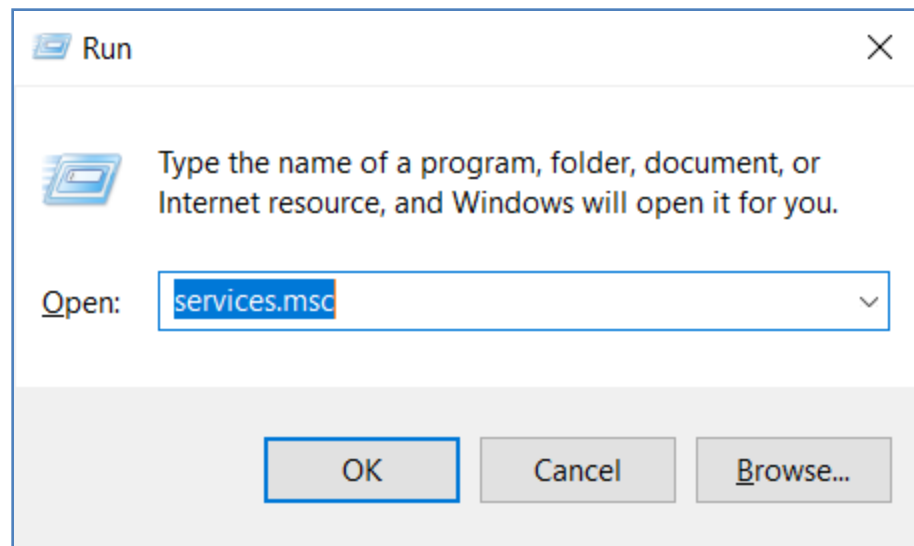 Run
Type the name of a program, folder, document, or
Internet resource, and Windows will open it for you.
Open: services.msc
OK Cancel Browse...